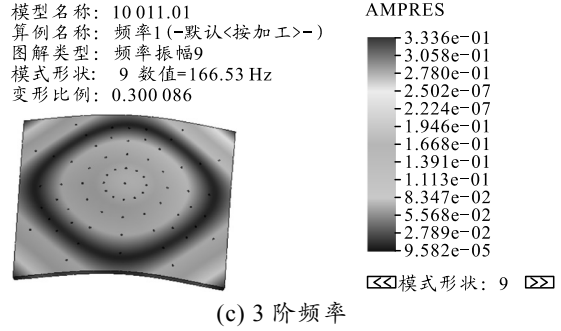 模型名称: 10 011.01
算例名称: 频率1(-默认<按加工>-)
图解类型: 频率振幅9
模式形状: 9 数值=166.53 Hz
变形比例: 0.300 086
AMPRES
3.336e-01
3.058e-01
2.780e-01
2.502e-07
2.224e-07
1.946e-01
1.668e-01
1.391e-01
1.113e-01
8.347e-02
5.568e-02
2.789e-02
9.582e-05
模式形状: 9
(c) 3 阶频率